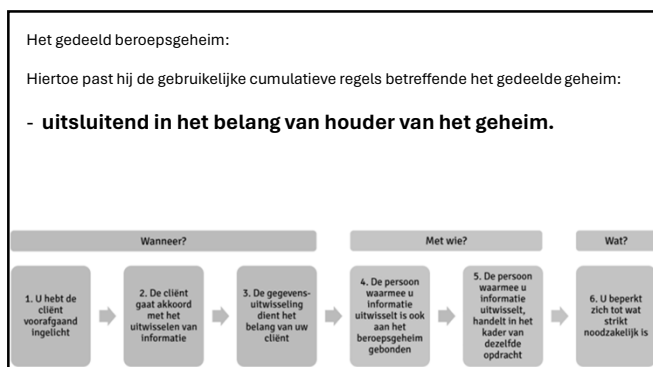 Het gedeeld beroepsgeheim:
Hiertoe past hij de gebruikelijke cumulatieve regels betreffende het gedeelde geheim:
- uitsluitend in het belang van houder van het geheim.
Wanneer?
1. U hebt de
cliënt
voorafgaand
ingelicht
2. De cliënt
gaat akkoord
met het
uitwisselen van
informatie
3. De gegevens-
uitwisseling
dient het
belang van uw
cliënt
Met wie?
4. De persoon
waarmee u
informatie
uitwisselt is ook
aan het
beroepsgeheim
gebonden
5. De persoon
waarmee u
informatie
uitwisselt,
handelt in het
kader van
dezelfde
opdracht
Wat?
6. U beperkt
zich tot wat
strikt
noodzakelijk is